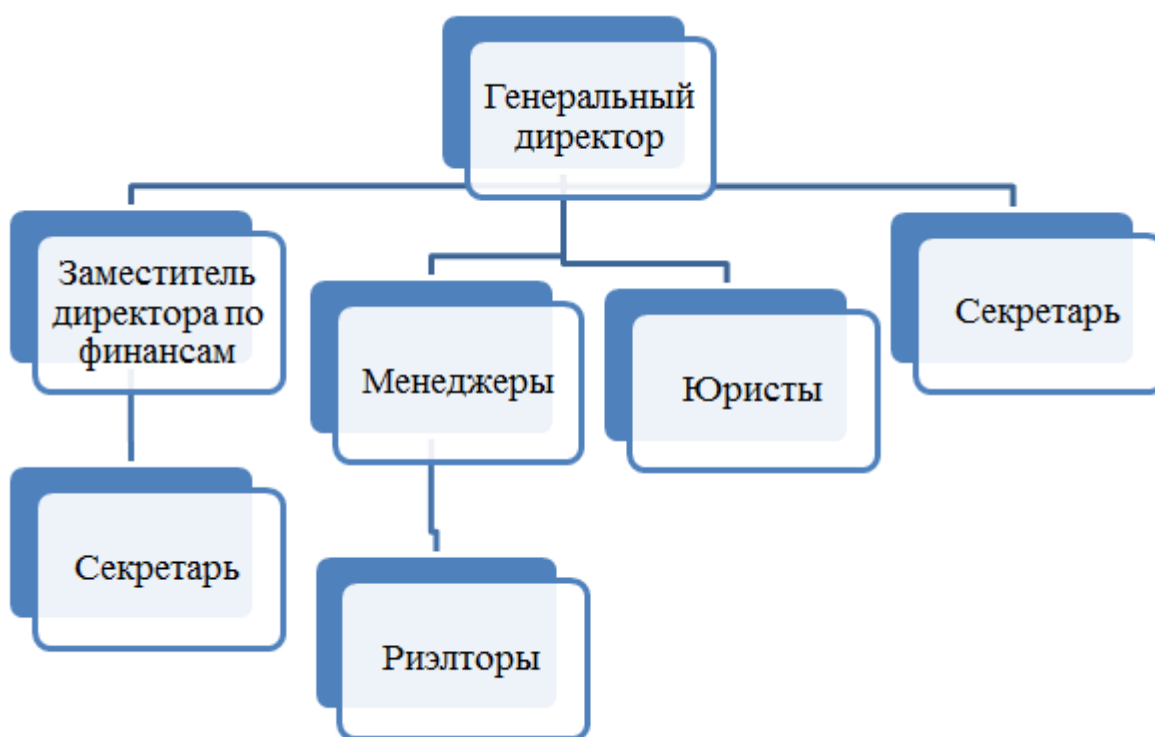 Генеральный
директор
Заместитель
директора по
финансам
Менеджеры
Юристы
Секретарь
Секретарь
Риэлторы